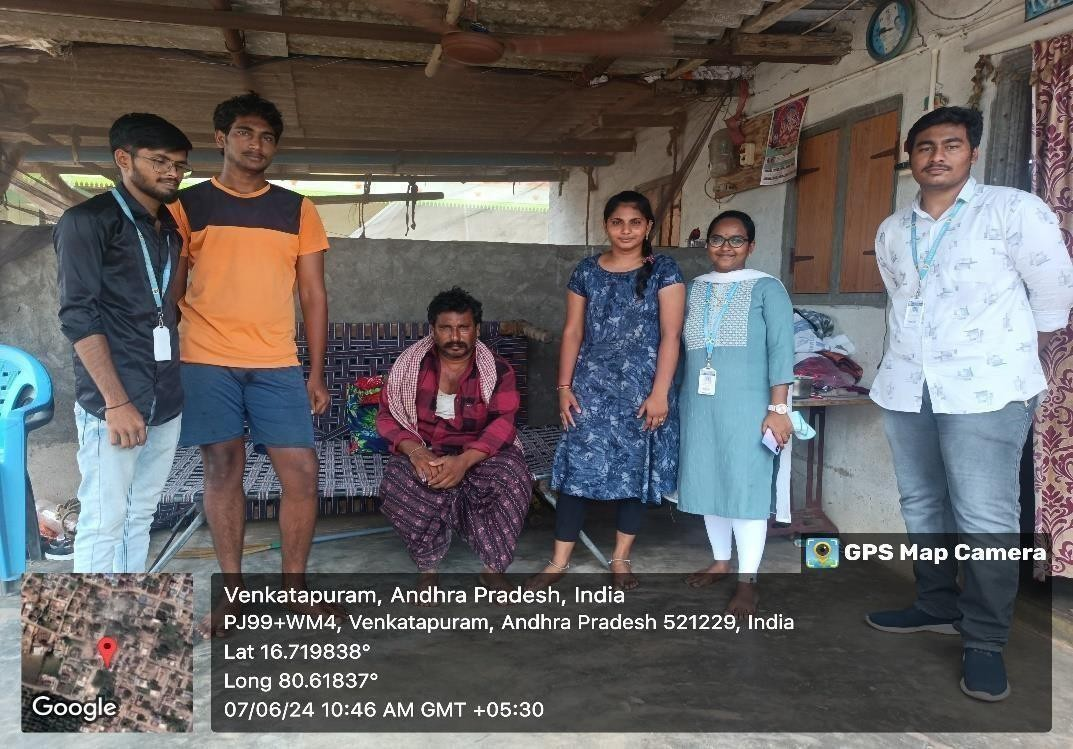 GPS Map Camera
Venkatapuram, Andhra Pradesh, India
PJ99+WM4, Venkatapuram, Andhra Pradesh 521229, India
Lat 16.719838°
Long 80.61837°
07/06/24 10:46 AM GMT +05:30
Google